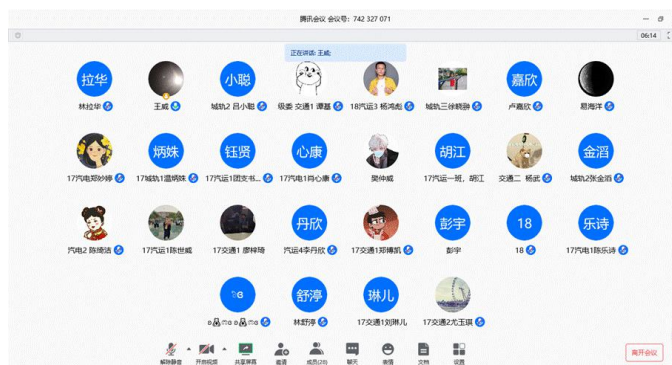 腾讯会议 会议号：742 327 071
06:14
正在讲话: 王威;
拉华 小聪 嘉欣
林拉华 王威 城轨2 吕小聪 级委 交通1 谭基 18汽运3 杨鸿彪 城轨三徐晓翀 卢嘉欣 易海洋
炳姝 钰贤 心康 胡江 金滔
17汽电郑妙婷 17城轨1温炳姝 17汽运1团支书... 17汽电1肖心康 吴仲威 17汽运一班，胡江 交通二 杨武 城轨2张金滔
丹欣 彭宇 18 乐诗
汽电2 陈绮洁 17汽运1陈世威 17交通1 廖梓琦 汽运4李丹欣 17交通1郑博凯 彭宇 18 17汽电1陈乐诗
舒渟 琳儿
林舒渟 17交通1刘琳儿 17交通2尤玉琪
解除静音 开启视频 共享屏幕 邀请 成员(28) 聊天 表情 文档 设置
离开会议